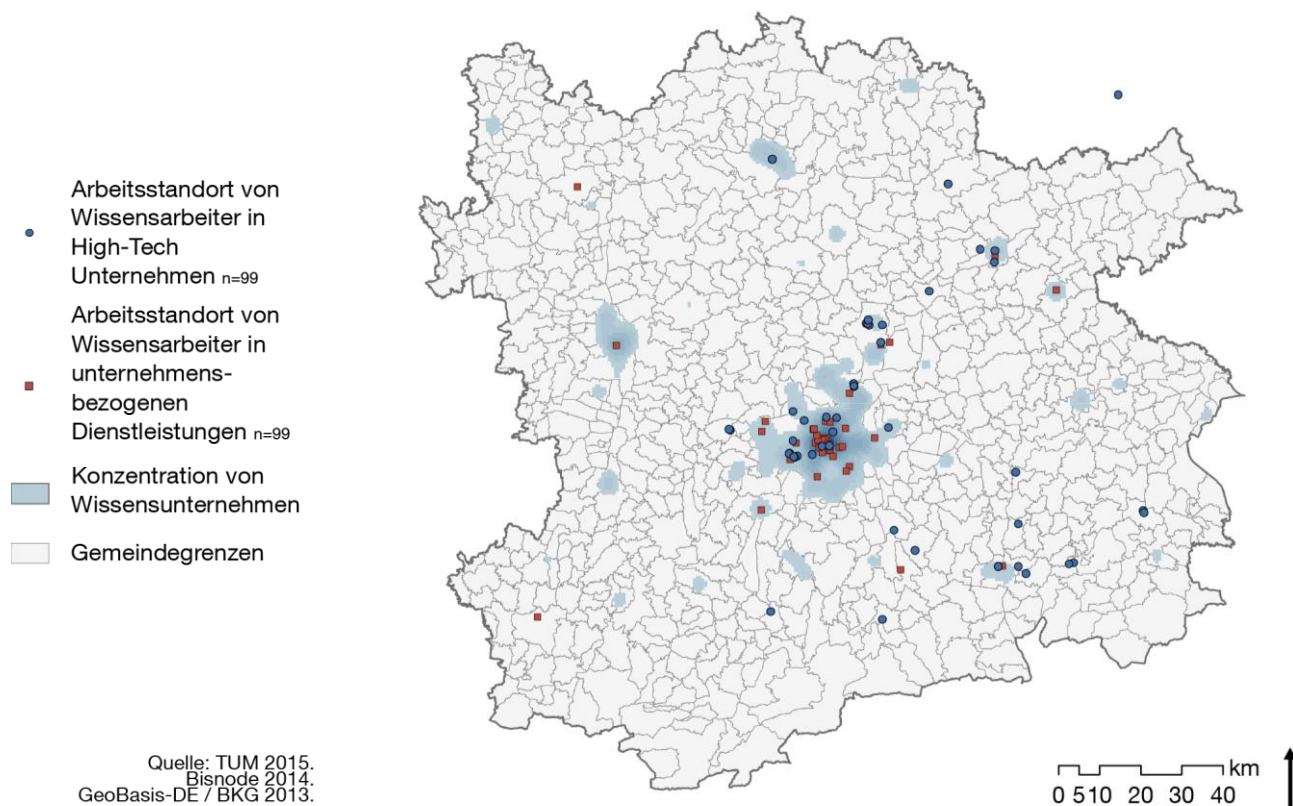 Arbeitsstandort von
Wissensarbeiter in
High-Tech
Unternehmen n=99
Arbeitsstandort von
Wissensarbeiter in
unternehmens-
bezogenen
Dienstleistungen n=99
Konzentration von
Wissensunternehmen
Gemeindegrenzen
Quelle: TUM 2015.
Bisnode 2014.
GeoBasis-DE / BKG 2013.
km
0 5 10 20 30 40